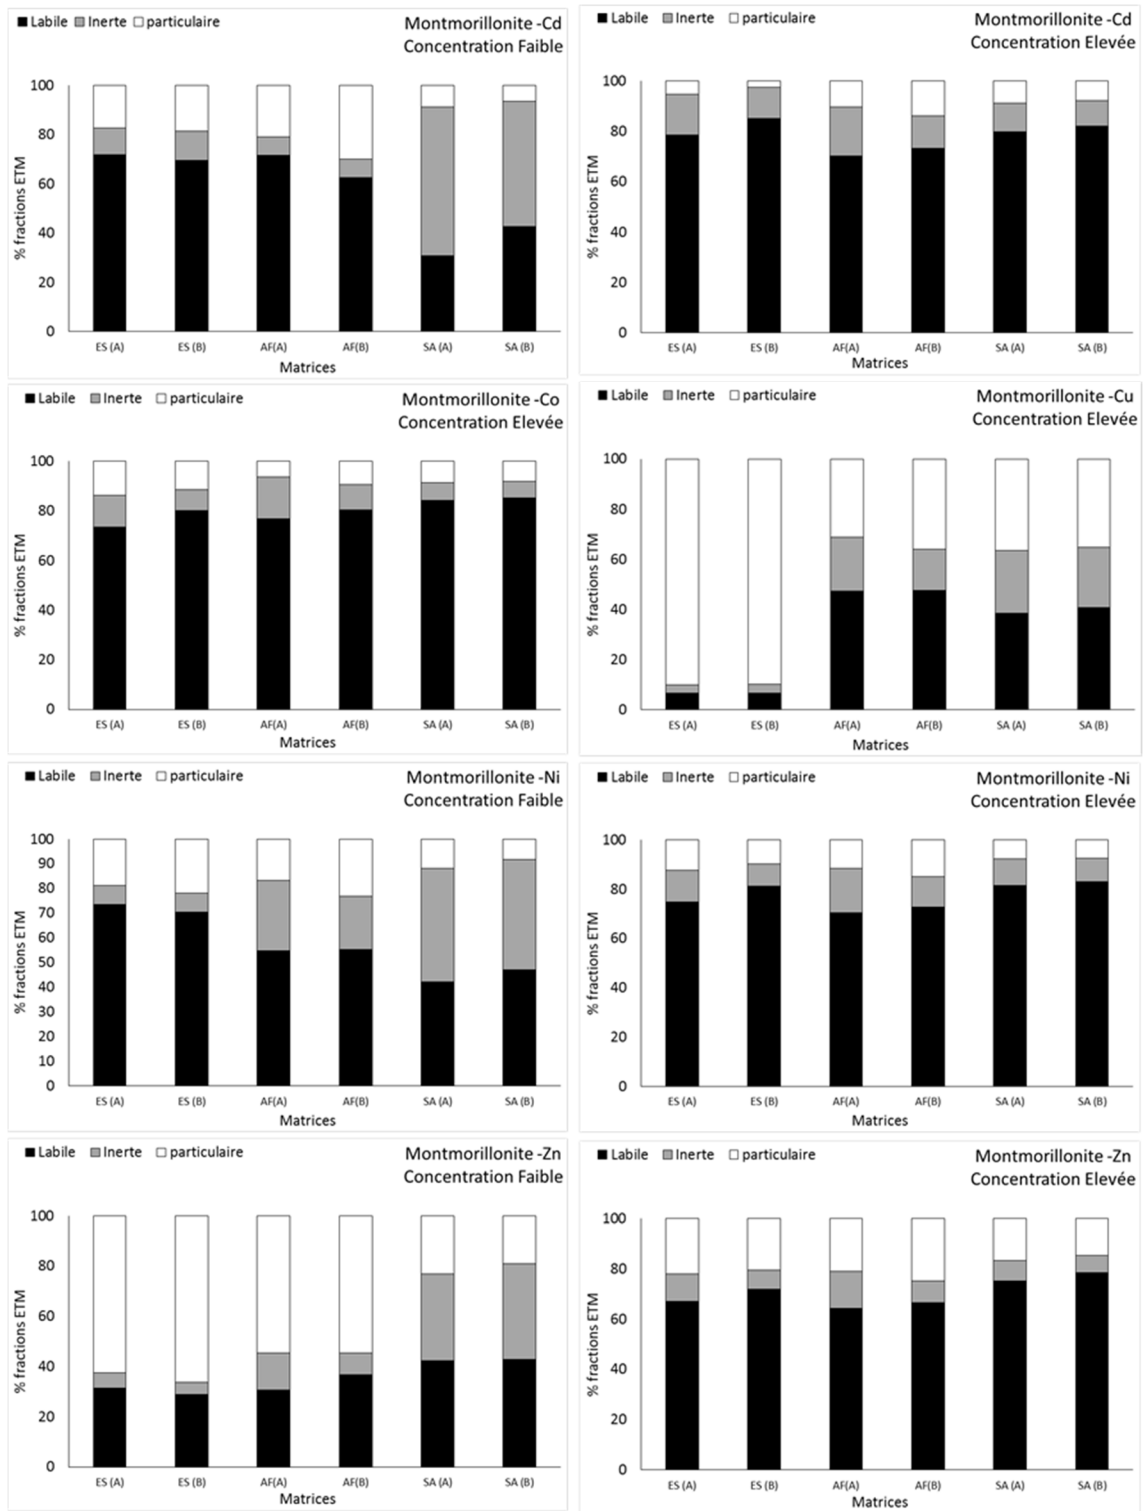 Labile Inerte particulaire
Montmorillonite -Cd
Concentration Faible
100
80
60
40
20
0
% fractions ETM
ES (A) ES (B) AF(A) AF(B) SA (A) SA (B)
Matrices
Labile Inerte particulaire
Montmorillonite -Cd
Concentration Elevée
100
80
60
40
20
0
% fractions ETM
ES (A) ES (B) AF(A) AF(B) SA (A) SA (B)
Matrices
Labile Inerte particulaire
Montmorillonite -Co
Concentration Elevée
100
80
60
40
20
0
% fractions ETM
ES (A) ES (B) AF(A) AF(B) SA (A) SA (B)
Matrices
Labile Inerte particulaire
Montmorillonite -Cu
Concentration Elevée
100
80
60
40
20
0
% fractions ETM
ES (A) ES (B) AF(A) AF(B) SA (A) SA (B)
Matrices
Labile Inerte particulaire
Montmorillonite -Ni
Concentration Faible
100
90
80
70
60
50
40
30
20
10
0
% fractions ETM
ES (A) ES (B) AF(A) AF(B) SA (A) SA (B)
Matrices
Labile Inerte particulaire
Montmorillonite -Ni
Concentration Elevée
100
80
60
40
20
0
% fractions ETM
ES (A) ES (B) AF(A) AF(B) SA (A) SA (B)
Matrices
Labile Inerte particulaire
Montmorillonite -Zn
Concentration Faible
100
80
60
40
20
0
% fractions ETM
ES (A) ES (B) AF(A) AF(B) SA (A) SA (B)
Matrices
Labile Inerte particulaire
Montmorillonite -Zn
Concentration Elevée
100
80
60
40
20
0
% fractions ETM
ES (A) ES (B) AF(A) AF(B) SA (A) SA (B)
Matrices